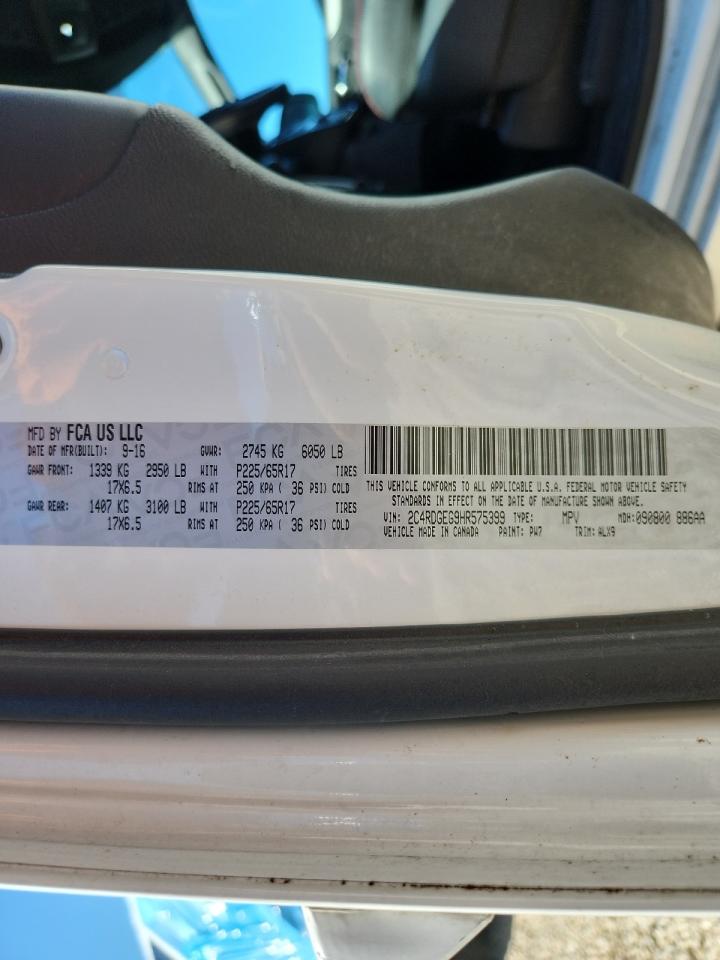 MFD BY FCA US LLC
DATE OF MFR(BUILT): 9-16 GVWR: 2745 KG 6050 LB
GAWR FRONT: 1339 KG 2950 LB WITH P225/65R17 TIRES
17X6.5 RIMS AT 250 KPA ( 36 PSI) COLD
GAWR REAR: 1407 KG 3100 LB WITH P225/65R17 TIRES
17X6.5 RIMS AT 250 KPA ( 36 PSI) COLD
THIS VEHICLE CONFORMS TO ALL APPLICABLE U.S.A. FEDERAL MOTOR VEHICLE SAFETY
STANDARDS IN EFFECT ON THE DATE OF MANUFACTURE SHOWN ABOVE.
VIN: 2C4RDGEG9HR575399 TYPE: MPV MDH:090800 886AA
VEHICLE MADE IN CANADA PAINT: PW7 TRIM: ALX9